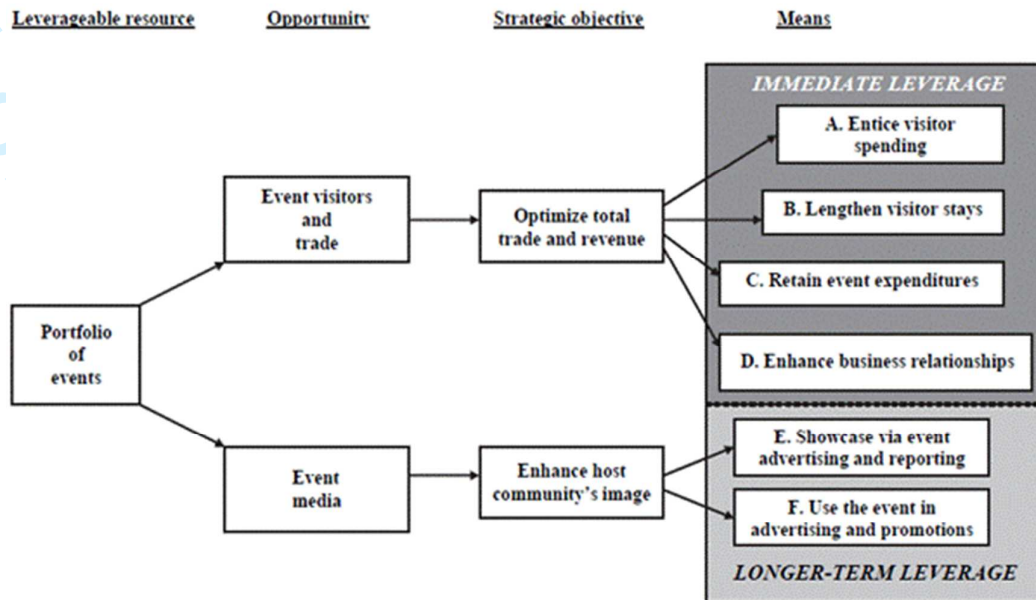 Leverageable resource
Opportunity
Strategic objective
Means
IMMEDIATE LEVERAGE
A. Entice visitor
spending
Event visitors
and
trade
Optimize total
trade and revenue
B. Lengthen visitor stays
C. Retain event expenditures
Portfolio
of
events
D. Enhance business relationships
Event
media
Enhance host
community's image
E. Showcase via event
advertising and reporting
F. Use the event in
advertising and promotions
LONGER-TERM LEVERAGE